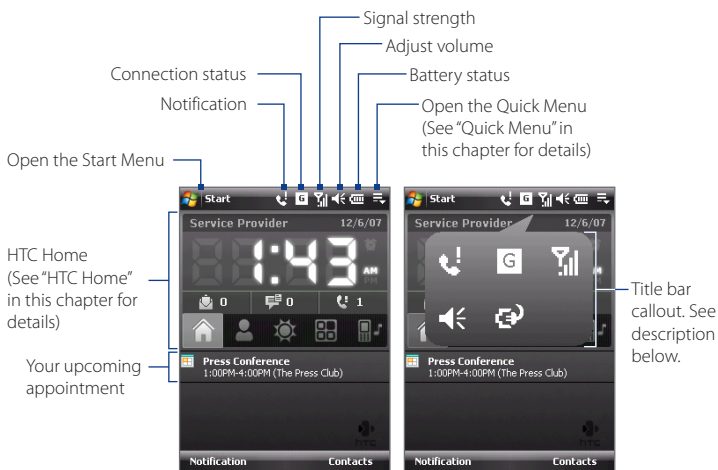 Signal strength
Adjust volume
Connection status
Battery status
Notification
Open the Quick Menu
(See “Quick Menu” in
this chapter for details)
Open the Start Menu
Start
G
Service Provider 12/6/07
1:43
AM
PM
0 0 1
HTC Home
(See “HTC Home”
in this chapter for
details)
Your upcoming
appointment
Press Conference
1:00PM-4:00PM (The Press Club)
htc
Notification Contacts
Start
G
Service Provider 12/6/07
G
AM
PM
Title bar
callout. See
description
below.
Press Conference
1:00PM-4:00PM (The Press Club)
htc
Notification Contacts